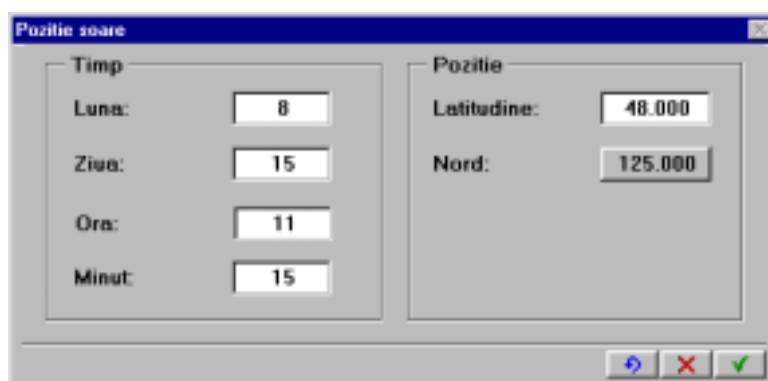 Pozitie soare
Timp
Luna: 8
Ziua: 15
Ora: 11
Minut: 15
Pozitie
Latitudine: 48.000
Nord: 125.000